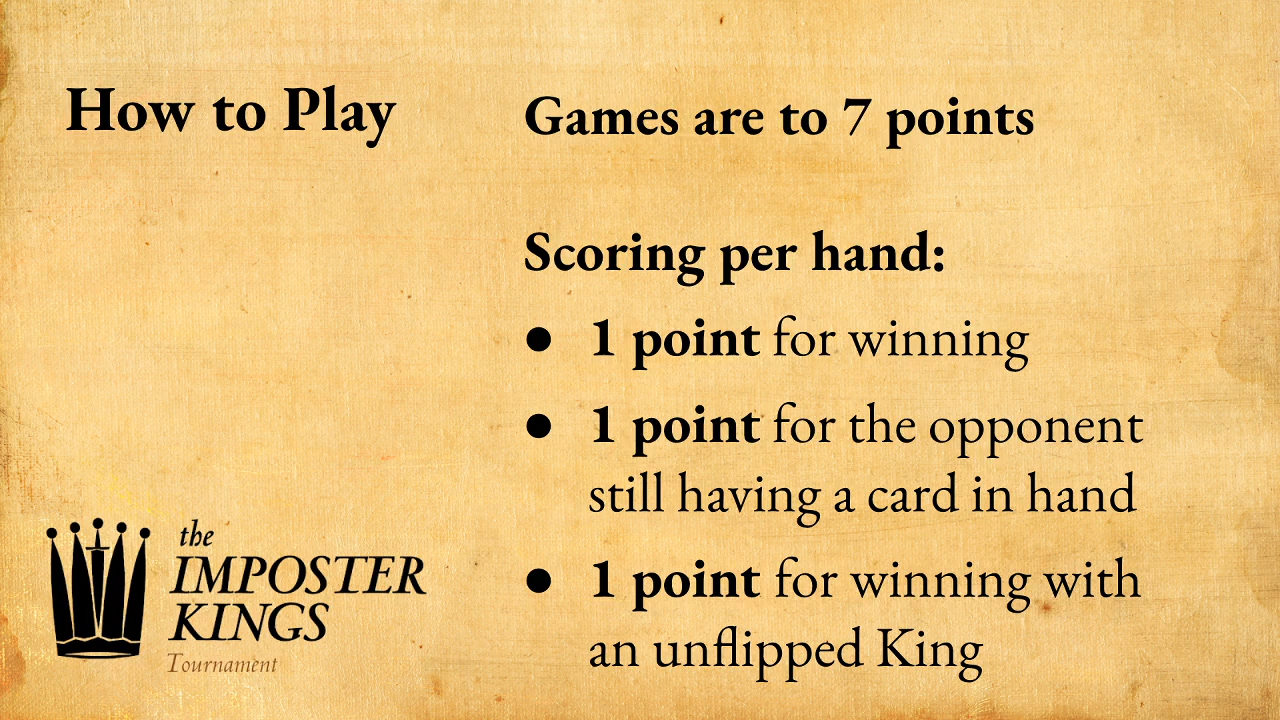 How to Play
Games are to 7 points
Scoring per hand:
● 1 point for winning
● 1 point for the opponent
still having a card in hand
● 1 point for winning with
an unflipped King
the
IMPOSTER
KINGS
Tournament